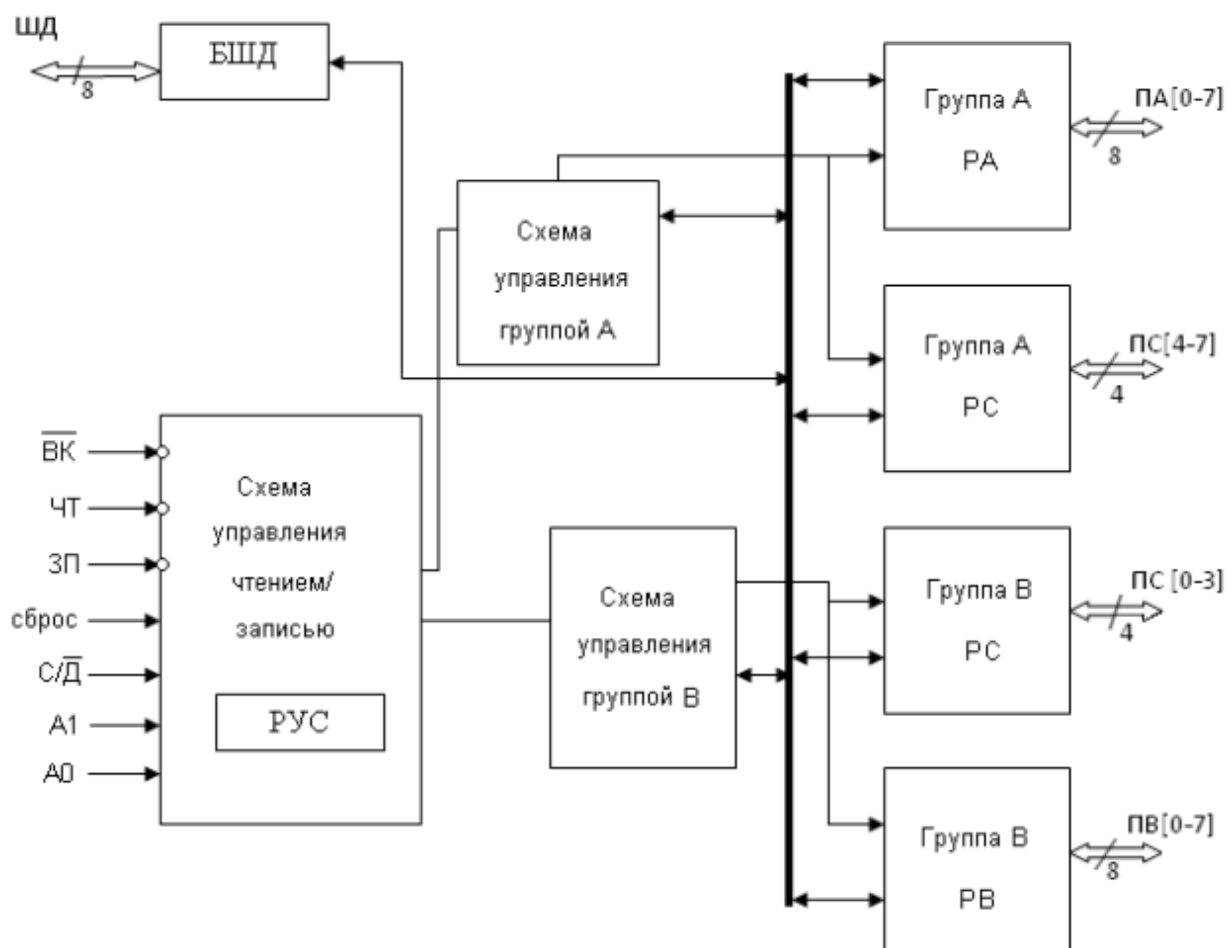 ШД
8
БШД
Группа А
РА
ПА[0-7]
8
Схема
управления
группой А
Группа А
РС
ПС[4-7]
4
ВК
ЧТ
ЗП
сброс
С/Д
А1
А0
Схема
управления
чтением/
записью
РУС
Схема
управления
группой В
Группа В
РС
ПС [0-3]
4
Группа В
РВ
ПВ[0-7]
8